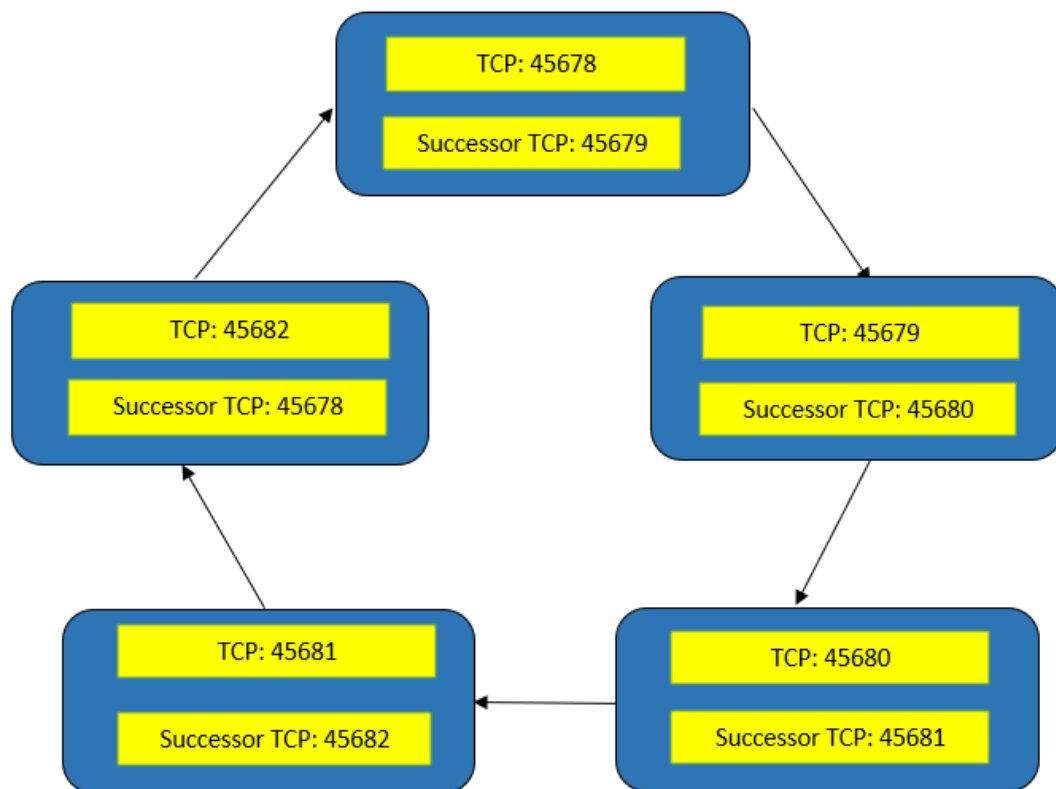 TCP: 45678
Successor TCP: 45679
TCP: 45682
Successor TCP: 45678
TCP: 45679
Successor TCP: 45680
TCP: 45681
Successor TCP: 45682
TCP: 45680
Successor TCP: 45681